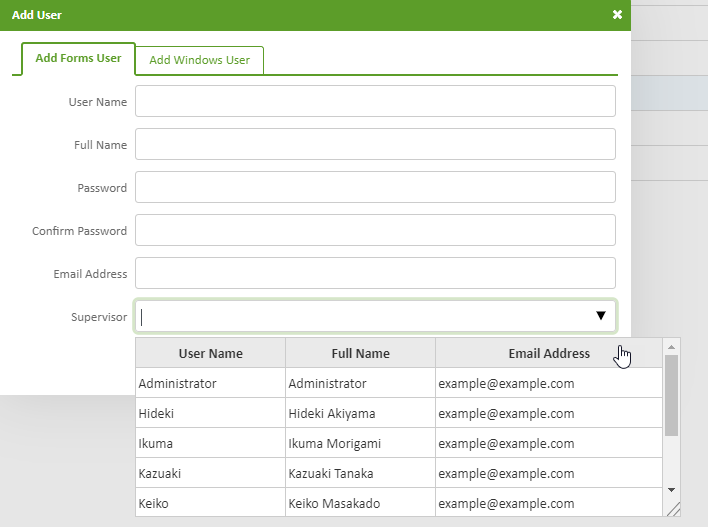 Add User
Add Forms User Add Windows User
User Name
Full Name
Password
Confirm Password
Email Address
Supervisor
User Name Full Name Email Address
Administrator Administrator example@example.com
Hideki Hideki Akiyama example@example.com
Ikuma Ikuma Morigami example@example.com
Kazuaki Kazuaki Tanaka example@example.com
Keiko Keiko Masakado example@example.com